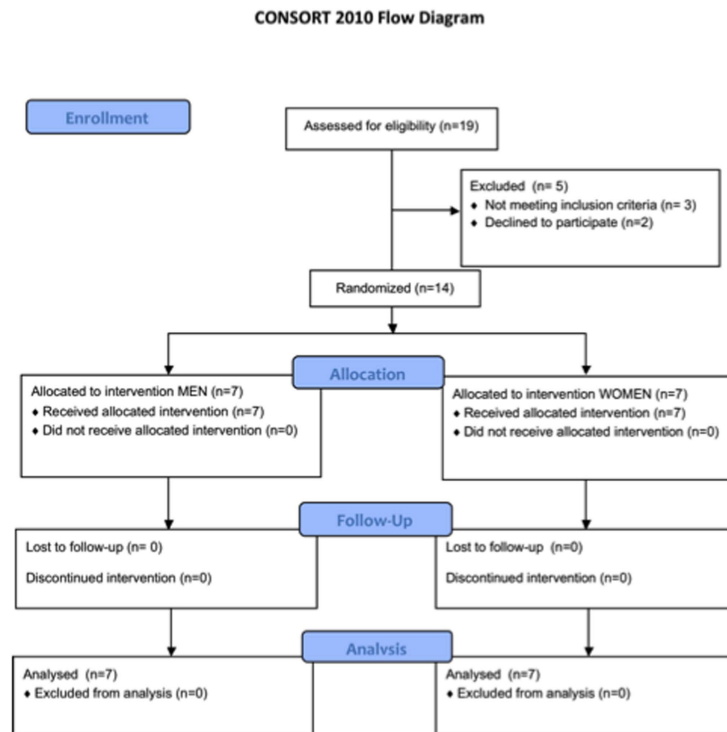 CONSORT 2010 Flow Diagram
Enrollment
Assessed for eligibility (n=19)
Excluded (n= 5)
♦ Not meeting inclusion criteria (n= 3)
♦ Declined to participate (n=2)
Randomized (n=14)
Allocation
Allocated to intervention MEN (n=7)
♦ Received allocated intervention (n=7)
♦ Did not receive allocated intervention (n=0)
Allocated to intervention WOMEN (n=7)
♦ Received allocated intervention (n=7)
♦ Did not receive allocated intervention (n=0)
Follow-Up
Lost to follow-up (n= 0)
Discontinued intervention (n=0)
Lost to follow-up (n=0)
Discontinued intervention (n=0)
Analysis
Analysed (n=7)
♦ Excluded from analysis (n=0)
Analysed (n=7)
♦ Excluded from analysis (n=0)